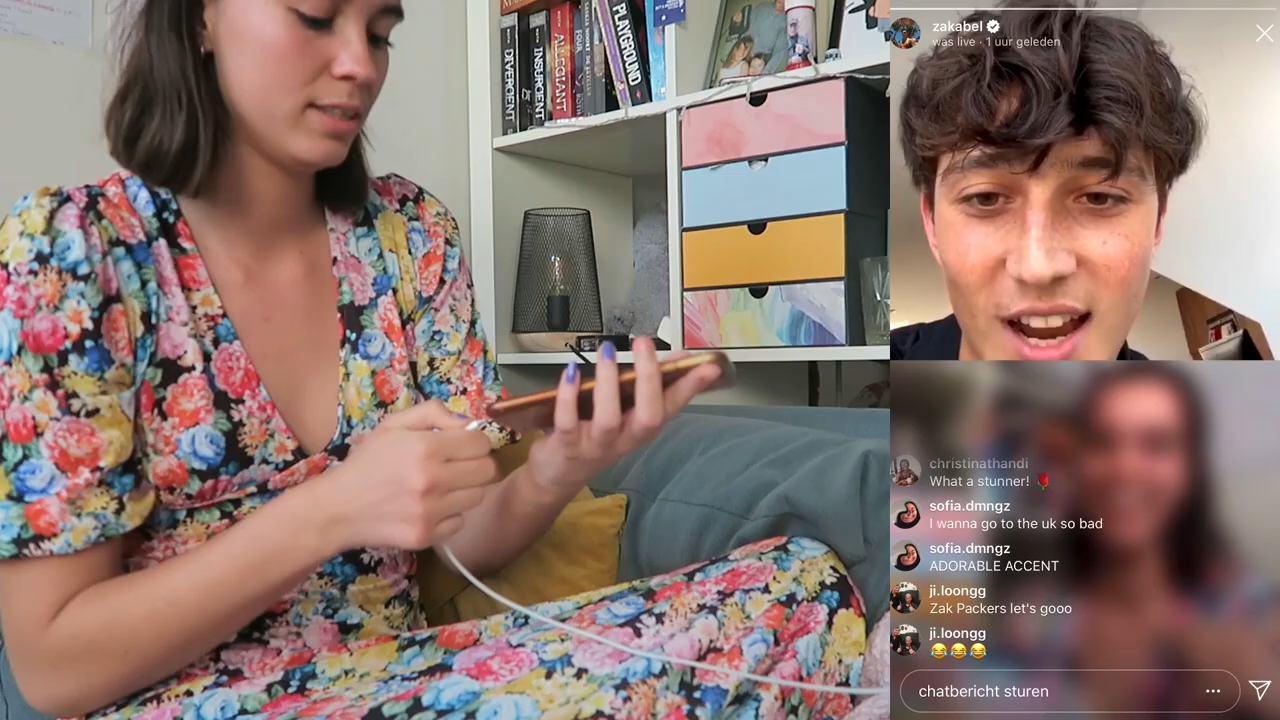 DIVERGENT
INSURGENT
ALLEGIANT
FOUR
PLAYGROUND
zakabel
was live · 1 uur geleden
christinathandi
What a stunner! 🌹
sofia.dmngz
I wanna go to the uk so bad
sofia.dmngz
ADORABLE ACCENT
ji.loongg
Zak Packers let's gooo
ji.loongg
😂😂😂
chatbericht sturen